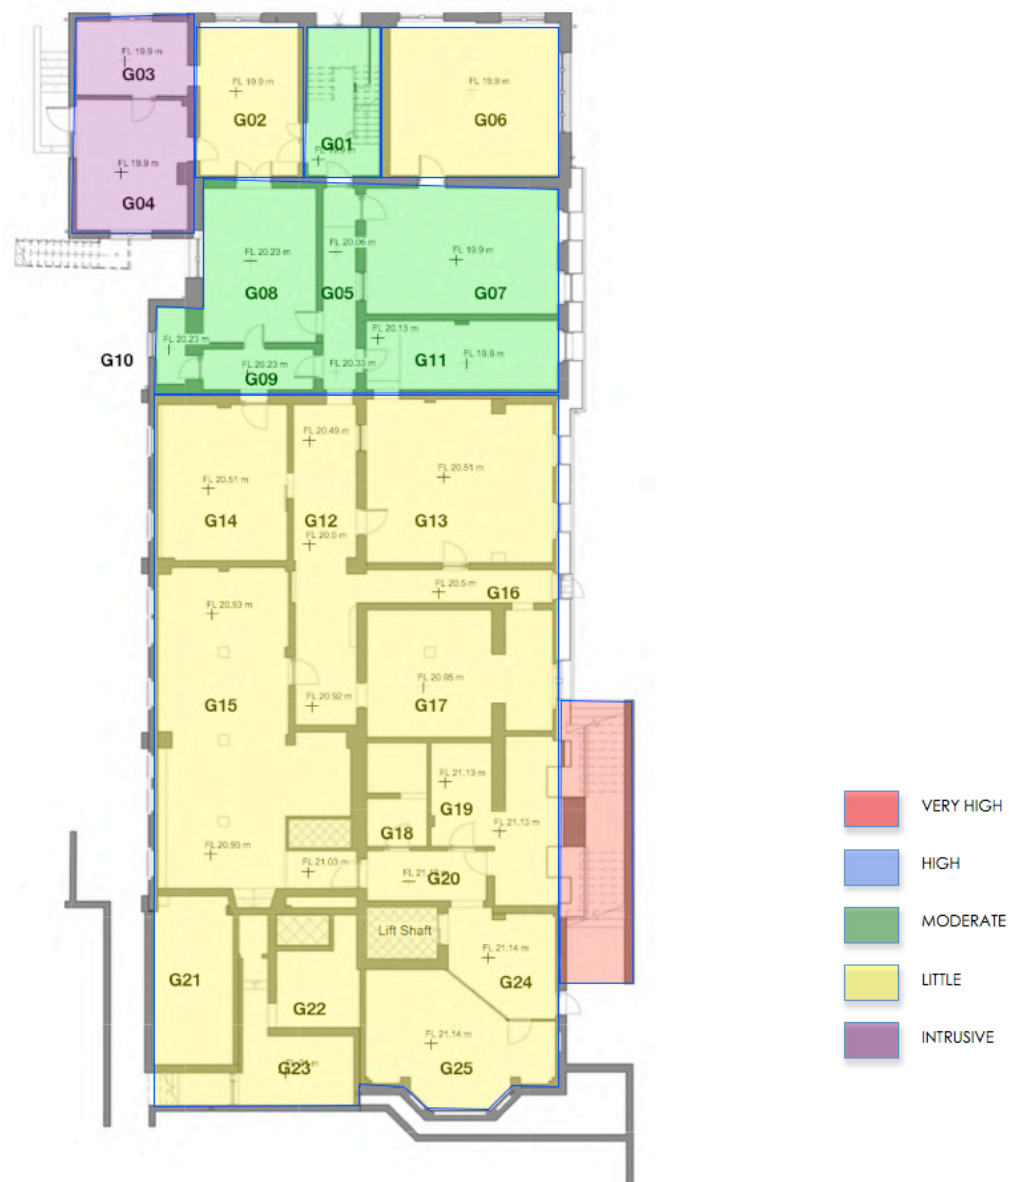 FL 19.9 m
G03
FL 19.9 m
G02
G01
FL 19.9 m
G06
FL 19.9 m
G04
FL 20.06 m
FL 20.23 m
FL 19.9 m
G08
G05
G07
FL 20.13 m
FL 20.23 m
G10
FL 20.23 m
FL 20.33 m
G11
FL 19.9 m
G09
FL 20.49 m
FL 20.51 m
FL 20.51 m
G14
G12
G13
FL 20.5 m
FL 20.5 m
G16
FL 20.93 m
FL 20.95 m
FL 20.92 m
G15
G17
FL 21.13 m
G19
G18
FL 21.13 m
FL 20.93 m
FL 21.03 m
G20
Lift Shaft
FL 21.14 m
G21
G24
G22
FL 21.14 m
G23
G25
VERY HIGH
HIGH
MODERATE
LITTLE
INTRUSIVE